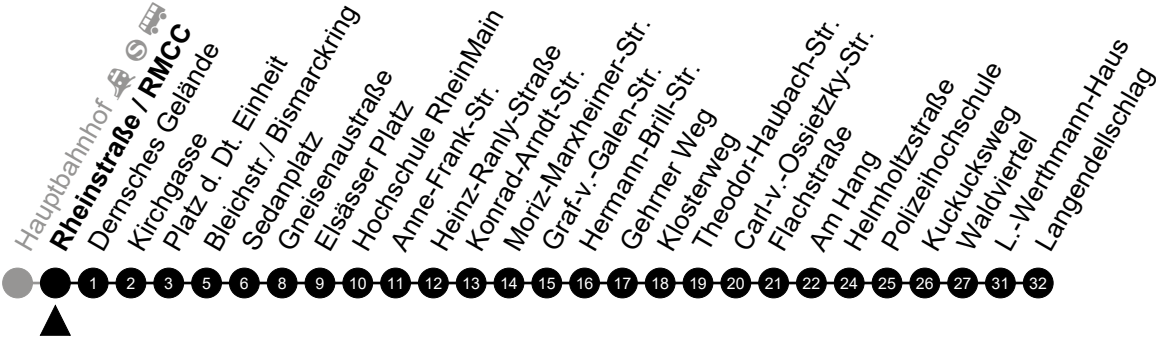 Hauptbahnhof S
Rheinstraße / RMCC
Dernsches Gelände
Kirchgasse
Platz d. Dt. Einheit
Bleichstr./ Bismarckring
Sedanplatz
Gneisenaustraße
Elsässer Platz
Hochschule RheinMain
Anne-Frank-Str.
Heinz-Ranly-Straße
Konrad-Arndt-Str.
Moriz-Marxheimer-Str.
Graf-v.-Galen-Str.
Hermann-Brill-Str.
Gehrner Weg
Klosterweg
Theodor-Haubach-Str.
Carl-v.-Ossietzky-Str.
Flachstraße
Am Hang
Helmholtzstraße
Polizeihochschule
Kuckucksweg
Waldviertel
L.-Werthmann-Haus
Langendellschlag
1 2 3 5 6 8 9 10 11 12 13 14 15 16 17 18 19 20 21 22 24 25 26 27 31 32